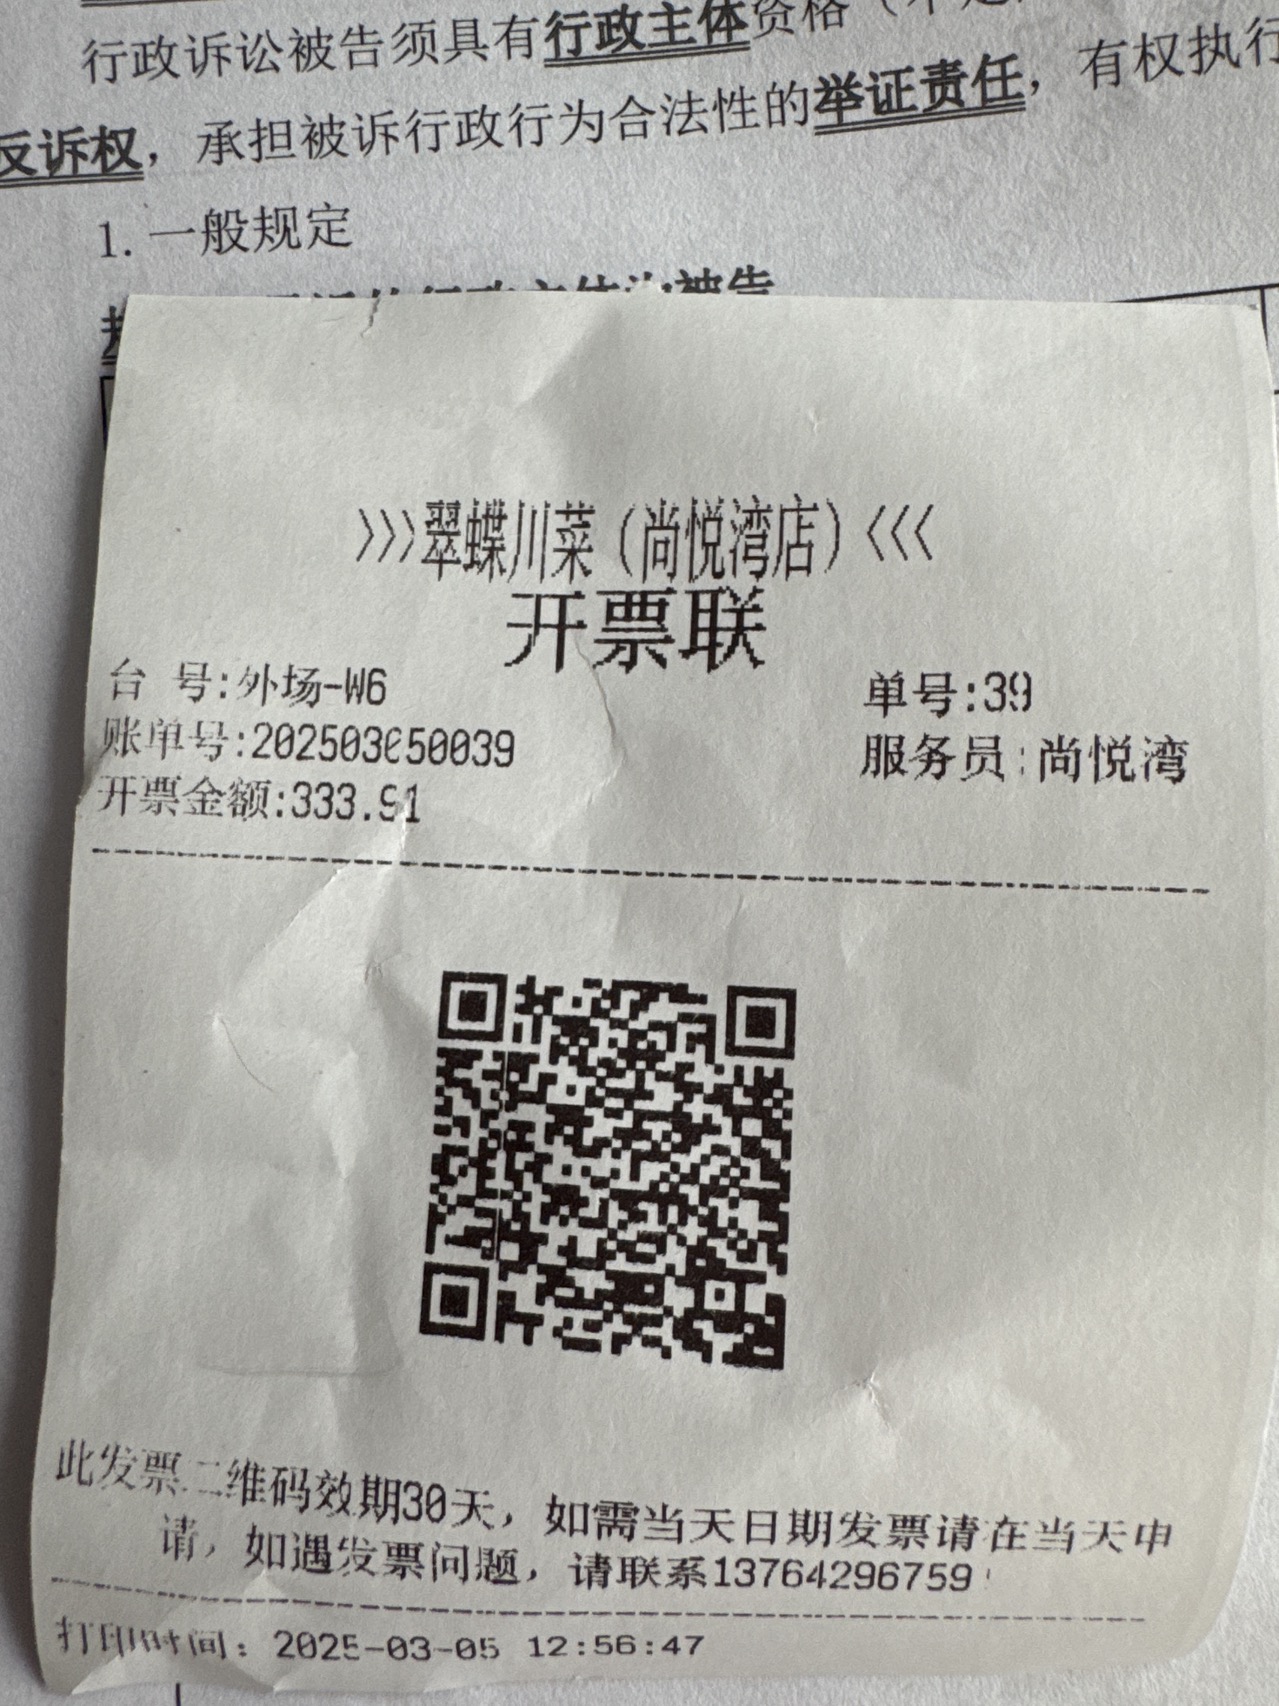 行政诉讼被告须具有行政主体资格
反诉权，承担被诉行政行为合法性的举证责任，有权执行
1. 一般规定
>>>翠蝶川菜（尚悦湾店）<<<
开票联
台 号:外场-W6 单号:39
账单号:202503050039 服务员:尚悦湾
开票金额:333.91
此发票二维码效期30天，如需当天日期发票请在当天申
请，如遇发票问题，请联系13764296759！
打印时间：2025-03-05 12:56:47